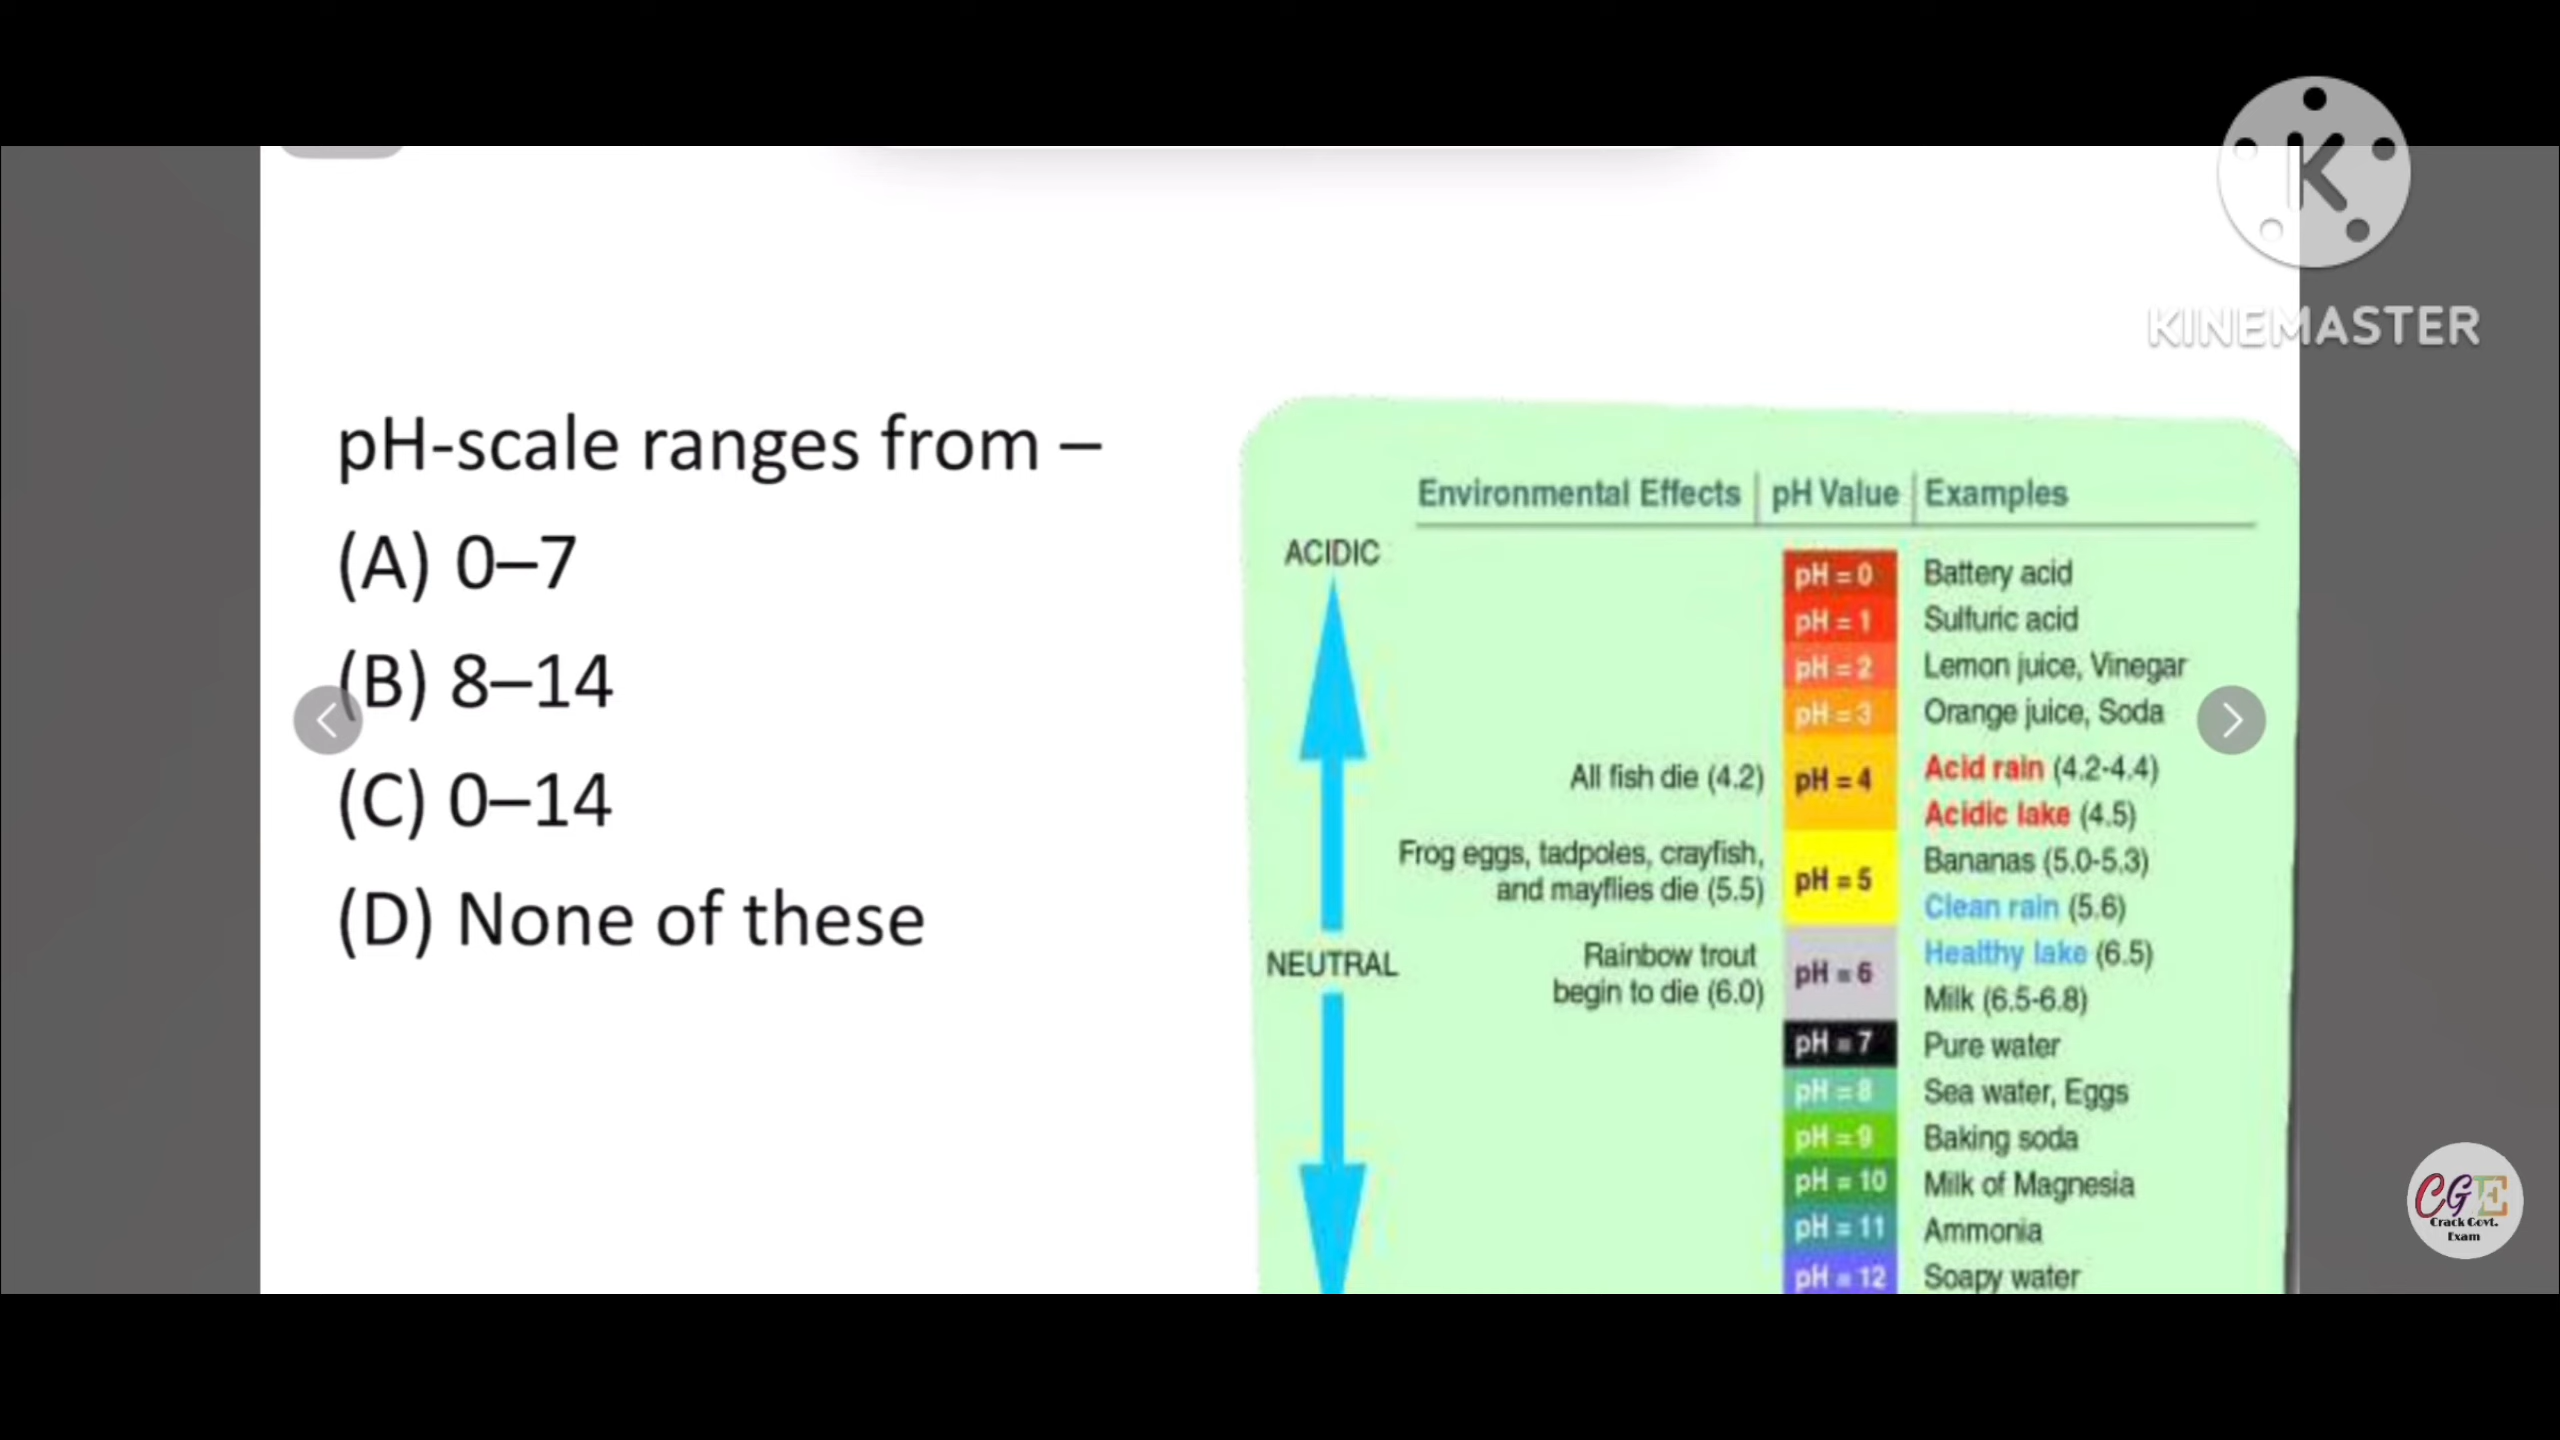 KINEMASTER
pH-scale ranges from –
(A) 0–7
(B) 8–14
(C) 0–14
(D) None of these
Environmental Effects pH Value Examples
ACIDIC
pH = 0 Battery acid
pH = 1 Sulfuric acid
pH = 2 Lemon juice, Vinegar
pH = 3 Orange juice, Soda
All fish die (4.2) pH = 4 Acid rain (4.2-4.4)
Acidic lake (4.5)
Frog eggs, tadpoles, crayfish,
and mayflies die (5.5) pH = 5 Bananas (5.0-5.3)
Clean rain (5.6)
NEUTRAL
Rainbow trout
begin to die (6.0) pH = 6 Healthy lake (6.5)
Milk (6.5-6.8)
pH = 7 Pure water
pH = 8 Sea water, Eggs
pH = 9 Baking soda
pH = 10 Milk of Magnesia
pH = 11 Ammonia
pH = 12 Soapy water
CGE
Crack Govt.
Exam